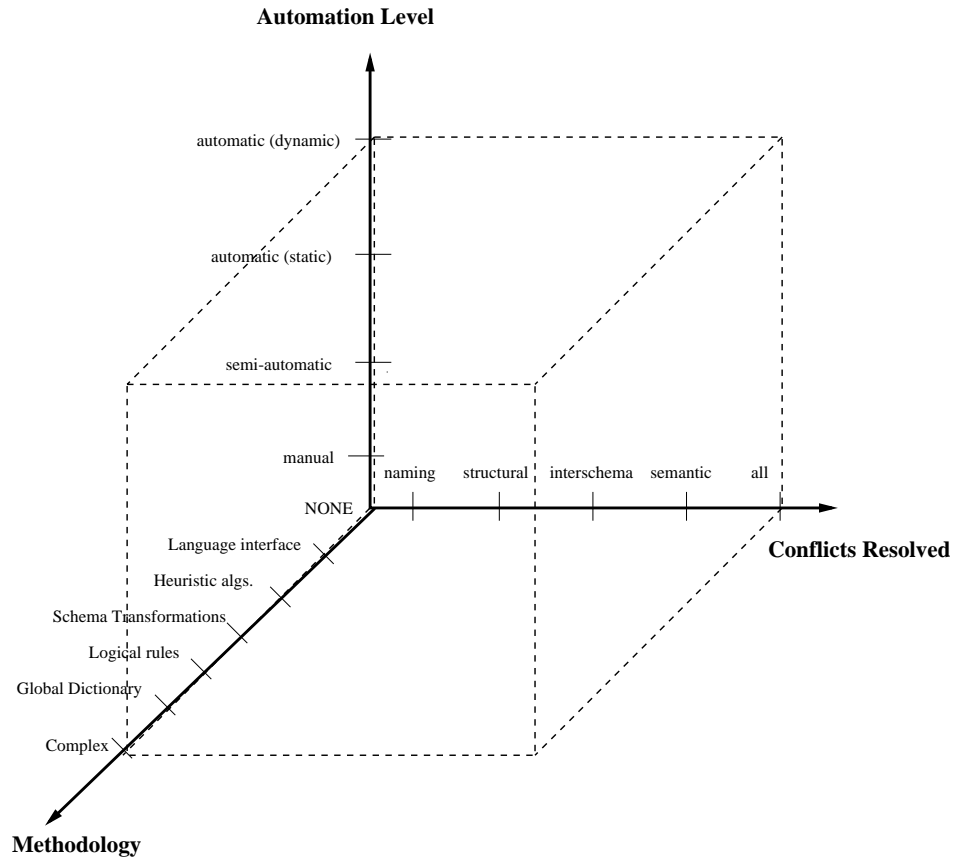 Automation Level
automatic (dynamic)
automatic (static)
semi-automatic
manual
naming structural interschema semantic all
NONE
Conflicts Resolved
Language interface
Heuristic algs.
Schema Transformations
Logical rules
Global Dictionary
Complex
Methodology